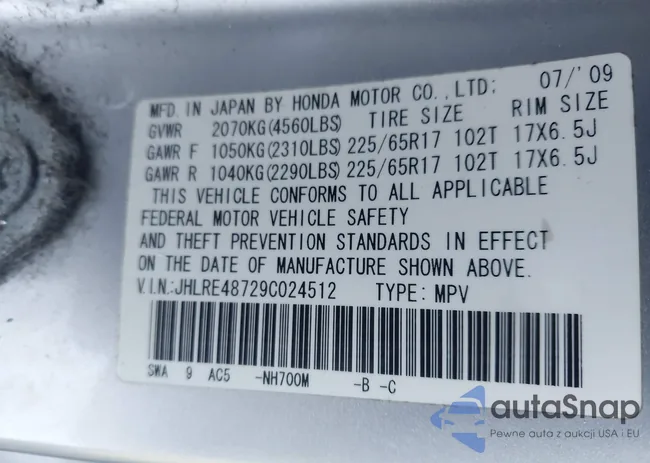 MFD. IN JAPAN BY HONDA MOTOR CO., LTD: 07/'09
GVWR 2070KG(4560LBS) TIRE SIZE RIM SIZE
GAWR F 1050KG(2310LBS) 225/65R17 102T 17X6.5J
GAWR R 1040KG(2290LBS) 225/65R17 102T 17X6.5J
THIS VEHICLE CONFORMS TO ALL APPLICABLE
FEDERAL MOTOR VEHICLE SAFETY
AND THEFT PREVENTION STANDARDS IN EFFECT
ON THE DATE OF MANUFACTURE SHOWN ABOVE.
V.I.N.:JHLRE48729C024512 TYPE: MPV
SWA 9 AC5 -NH700M -B -C
autaSnap
Pewne auta z aukcji USA i EU